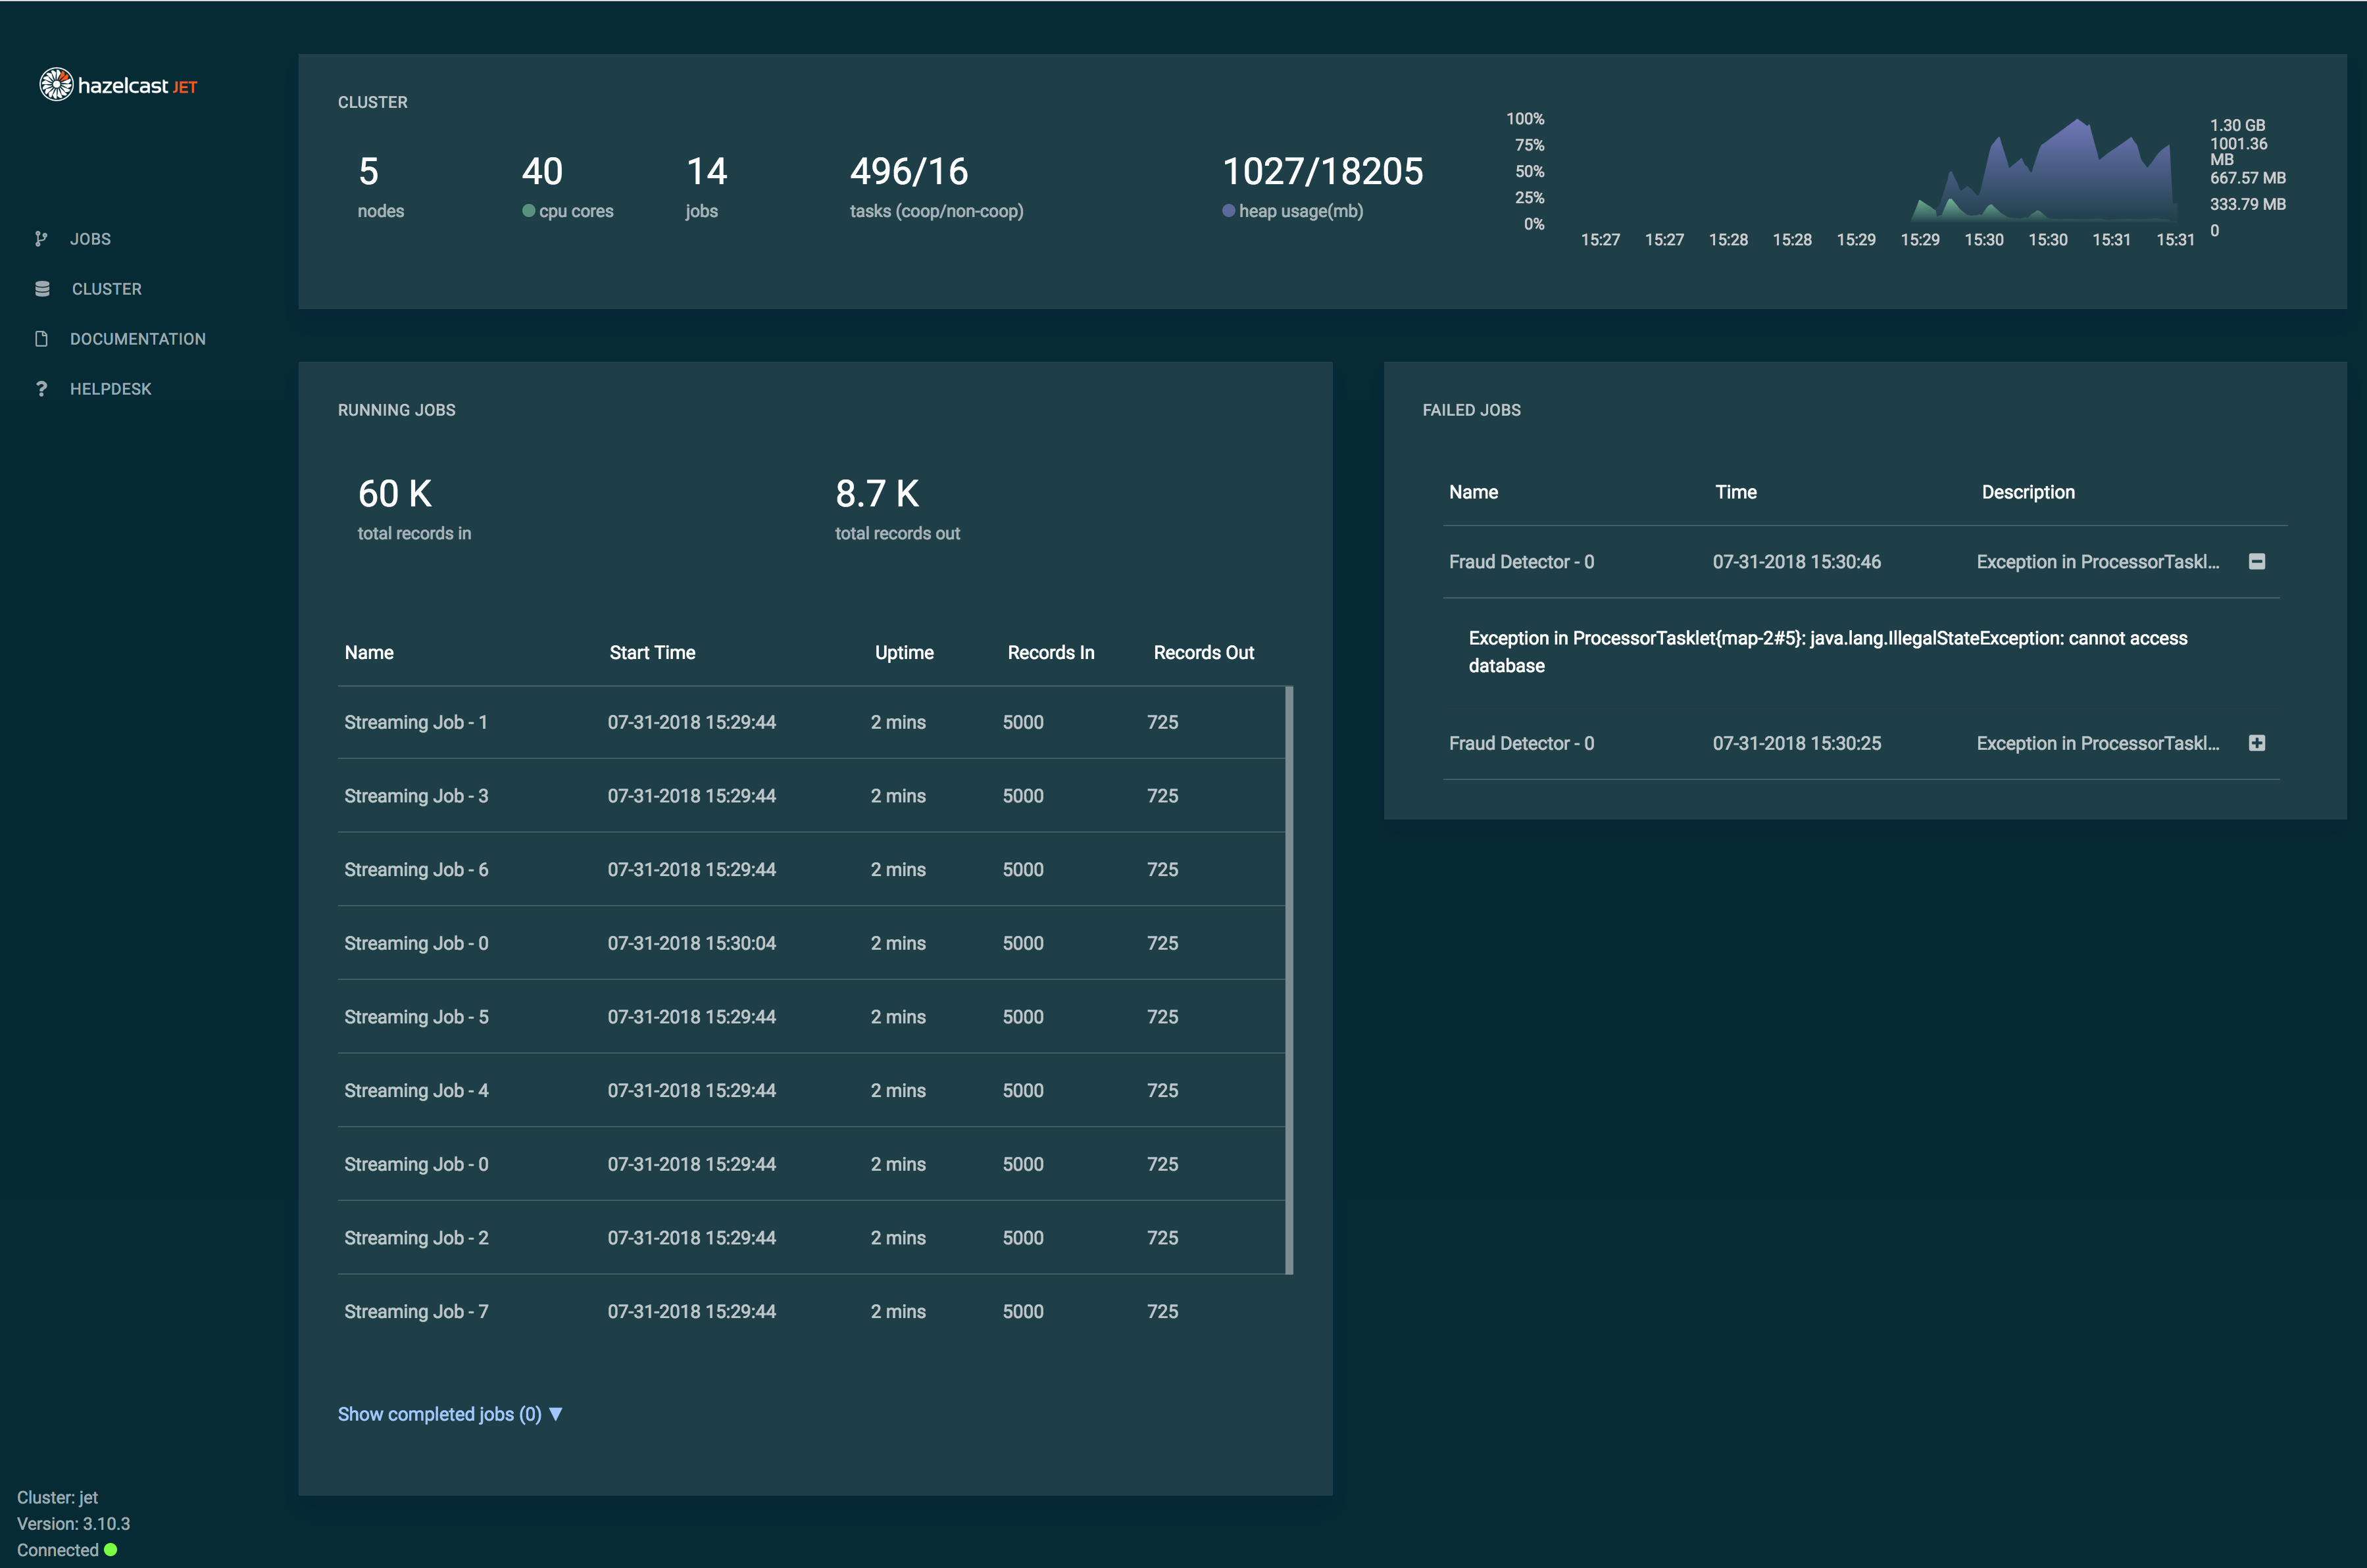 hazelcast JET
JOBS
CLUSTER
DOCUMENTATION
HELPDESK
CLUSTER
5 40 14 496/16 1027/18205
nodes cpu cores jobs tasks (coop/non-coop) heap usage(mb)
100%
75%
50%
25%
0%
15:27 15:27 15:28 15:28 15:29 15:29 15:30 15:30 15:31 15:31
1.30 GB
1001.36
MB
667.57 MB
333.79 MB
0
RUNNING JOBS
60 K 8.7 K
total records in total records out
Name Start Time Uptime Records In Records Out
Streaming Job - 1 07-31-2018 15:29:44 2 mins 5000 725
Streaming Job - 3 07-31-2018 15:29:44 2 mins 5000 725
Streaming Job - 6 07-31-2018 15:29:44 2 mins 5000 725
Streaming Job - 0 07-31-2018 15:30:04 2 mins 5000 725
Streaming Job - 5 07-31-2018 15:29:44 2 mins 5000 725
Streaming Job - 4 07-31-2018 15:29:44 2 mins 5000 725
Streaming Job - 0 07-31-2018 15:29:44 2 mins 5000 725
Streaming Job - 2 07-31-2018 15:29:44 2 mins 5000 725
Streaming Job - 7 07-31-2018 15:29:44 2 mins 5000 725
Show completed jobs (0) ▼
FAILED JOBS
Name Time Description
Fraud Detector - 0 07-31-2018 15:30:46 Exception in ProcessorTaskl...
Exception in ProcessorTasklet{map-2#5}: java.lang.IllegalStateException: cannot access
database
Fraud Detector - 0 07-31-2018 15:30:25 Exception in ProcessorTaskl...
Cluster: jet
Version: 3.10.3
Connected